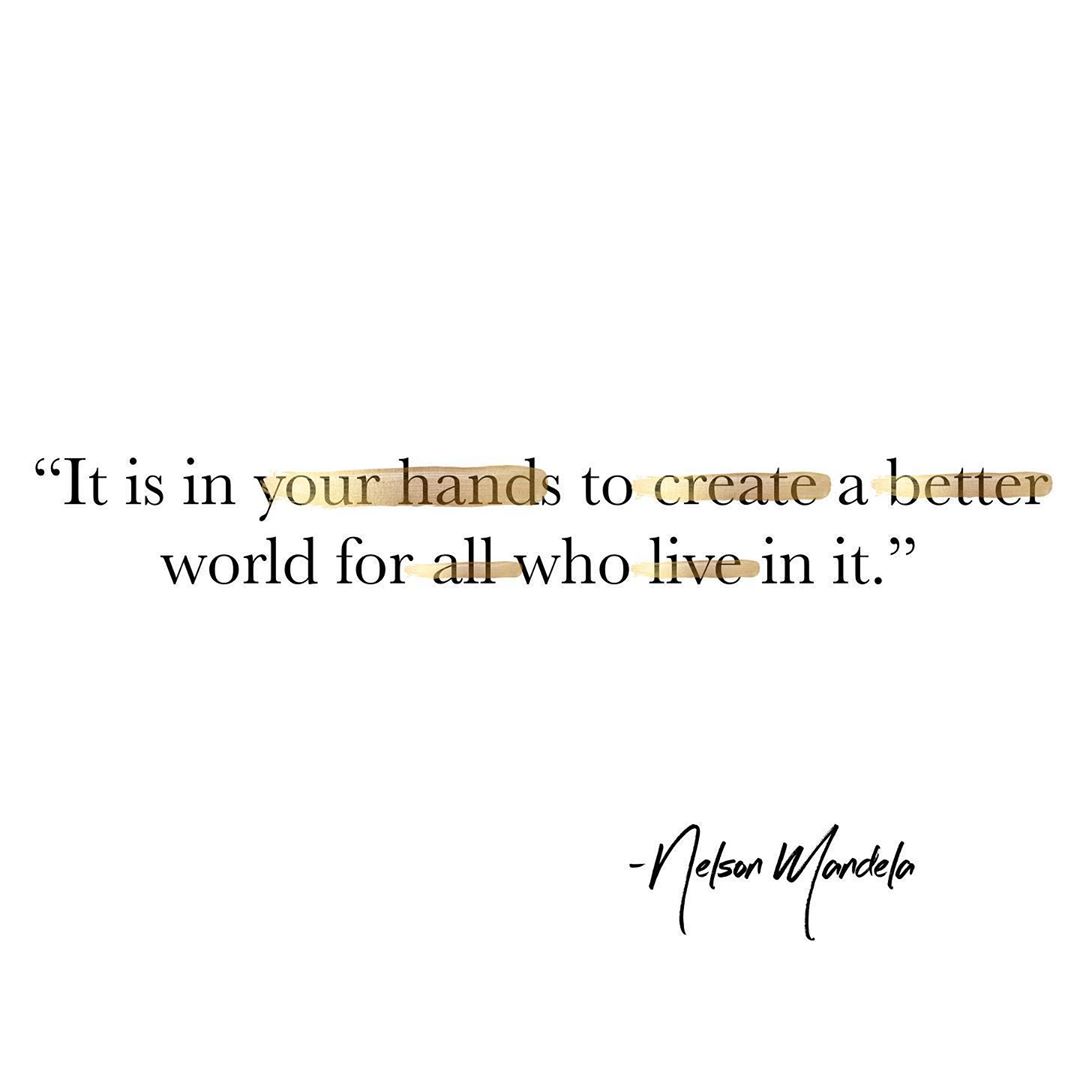 “It is in your hands to create a better
world for all who live in it.”
-Nelson Mandela